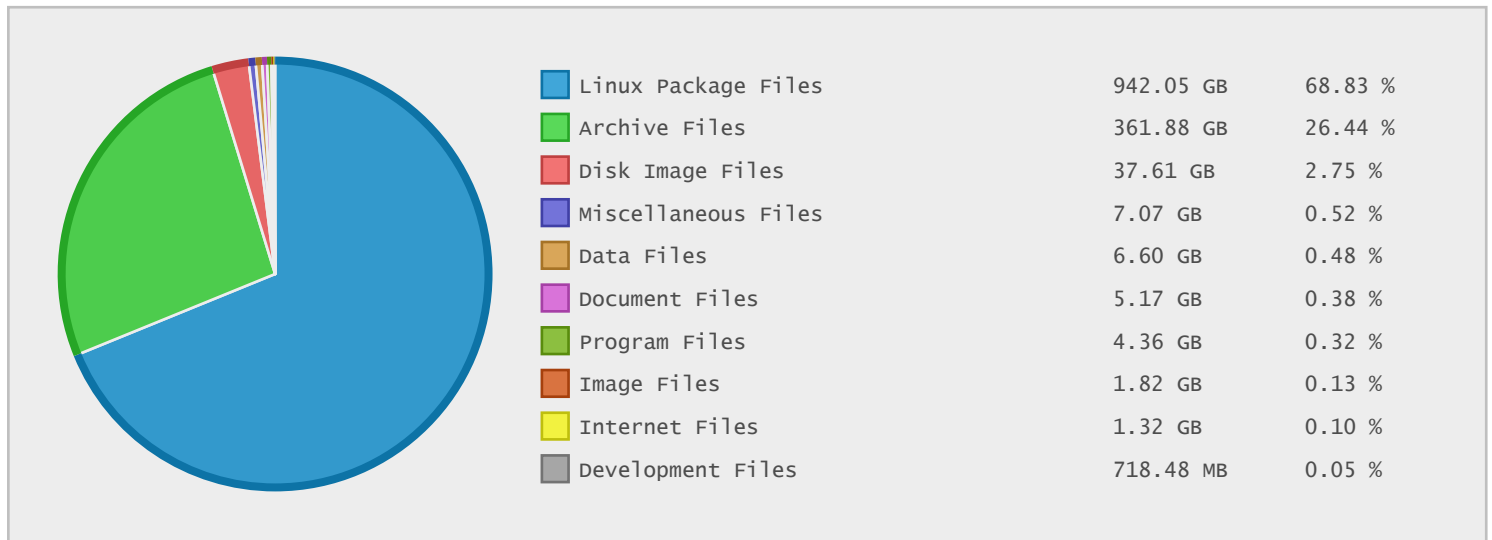 Linux Package Files 942.05 GB 68.83 %
Archive Files 361.88 GB 26.44 %
Disk Image Files 37.61 GB 2.75 %
Miscellaneous Files 7.07 GB 0.52 %
Data Files 6.60 GB 0.48 %
Document Files 5.17 GB 0.38 %
Program Files 4.36 GB 0.32 %
Image Files 1.82 GB 0.13 %
Internet Files 1.32 GB 0.10 %
Development Files 718.48 MB 0.05 %